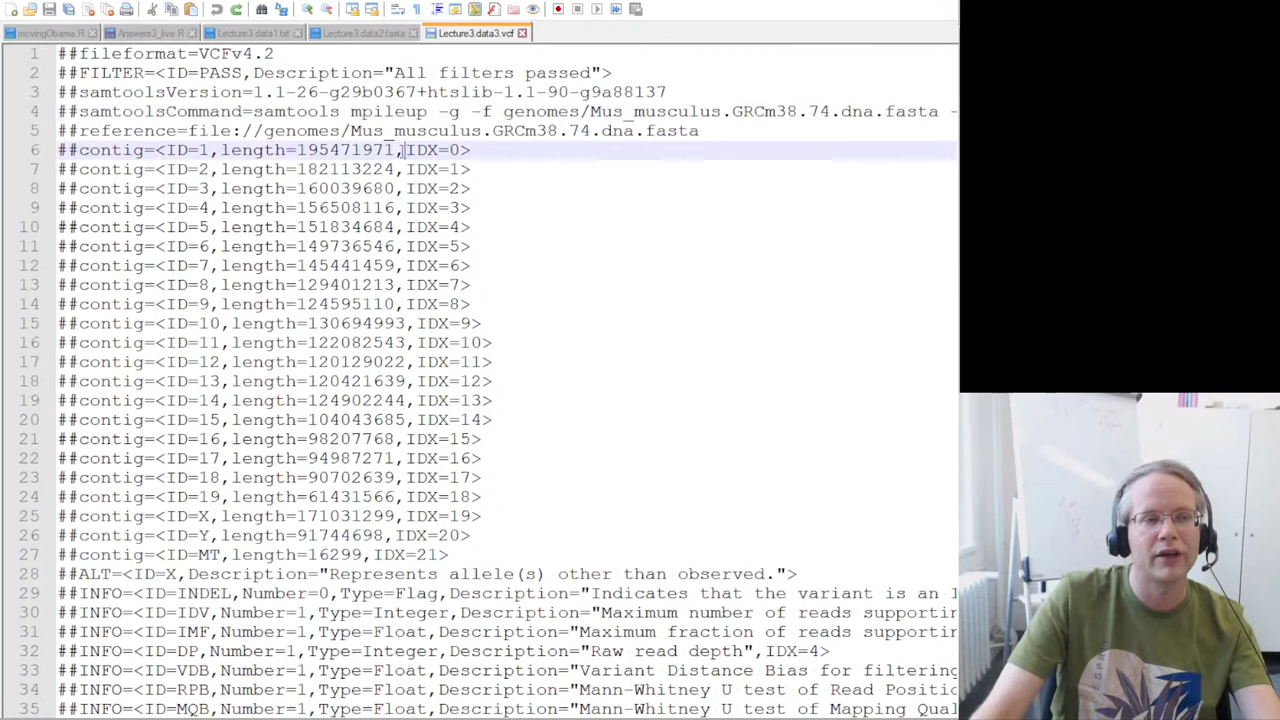 movingObama.R
Answers3_live.R
Lecture3.data1.txt
Lecture3.data2.fasta
Lecture3.data3.vcf
1 ##fileformat=VCFv4.2
2 ##FILTER=<ID=PASS,Description="All filters passed">
3 ##samtoolsVersion=1.1-26-g29b0367+htslib-1.1-90-g9a88137
4 ##samtoolsCommand=samtools mpileup -g -f genomes/Mus_musculus.GRCm38.74.dna.fasta -
5 ##reference=file://genomes/Mus_musculus.GRCm38.74.dna.fasta
6 ##contig=<ID=1,length=195471971,IDX=0>
7 ##contig=<ID=2,length=182113224,IDX=1>
8 ##contig=<ID=3,length=160039680,IDX=2>
9 ##contig=<ID=4,length=156508116,IDX=3>
10 ##contig=<ID=5,length=151834684,IDX=4>
11 ##contig=<ID=6,length=149736546,IDX=5>
12 ##contig=<ID=7,length=145441459,IDX=6>
13 ##contig=<ID=8,length=129401213,IDX=7>
14 ##contig=<ID=9,length=124595110,IDX=8>
15 ##contig=<ID=10,length=130694993,IDX=9>
16 ##contig=<ID=11,length=122082543,IDX=10>
17 ##contig=<ID=12,length=120129022,IDX=11>
18 ##contig=<ID=13,length=120421639,IDX=12>
19 ##contig=<ID=14,length=124902244,IDX=13>
20 ##contig=<ID=15,length=104043685,IDX=14>
21 ##contig=<ID=16,length=98207768,IDX=15>
22 ##contig=<ID=17,length=94987271,IDX=16>
23 ##contig=<ID=18,length=90702639,IDX=17>
24 ##contig=<ID=19,length=61431566,IDX=18>
25 ##contig=<ID=X,length=171031299,IDX=19>
26 ##contig=<ID=Y,length=91744698,IDX=20>
27 ##contig=<ID=MT,length=16299,IDX=21>
28 ##ALT=<ID=X,Description="Represents allele(s) other than observed.">
29 ##INFO=<ID=INDEL,Number=0,Type=Flag,Description="Indicates that the variant is an I
30 ##INFO=<ID=IDV,Number=1,Type=Integer,Description="Maximum number of reads supporting
31 ##INFO=<ID=IMF,Number=1,Type=Float,Description="Maximum fraction of reads supporting
32 ##INFO=<ID=DP,Number=1,Type=Integer,Description="Raw read depth",IDX=4>
33 ##INFO=<ID=VDB,Number=1,Type=Float,Description="Variant Distance Bias for filtering
34 ##INFO=<ID=RPB,Number=1,Type=Float,Description="Mann-Whitney U test of Read Positio
35 ##INFO=<ID=MQB,Number=1,Type=Float,Description="Mann-Whitney U test of Mapping Qual
ESPRI